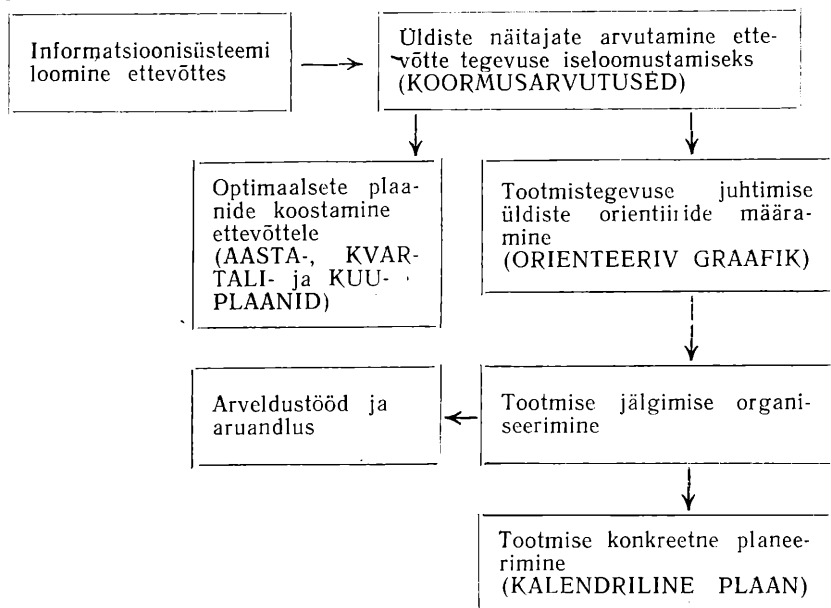 Informatsioonisüsteemi
loomine ettevõttes
Üldiste näitajate arvutamine ette-
võtte tegevuse iseloomustamiseks
(KOORMUSARVUTUSED)
Optimaalsete plaa-
nide koostamine
ettevõttele
(AASTA-, KVAR-
TALI- ja KUU-
PLAANID)
Tootmistegevuse juhtimise
üldiste orientiiride määra-
mine
(ORIENTEERIV GRAAFIK)
Arveldustööd ja
aruandlus
Tootmise jälgimise organi-
seerimine
Tootmise konkreetne planee-
rimine
(KALENDRILINE PLAAN)